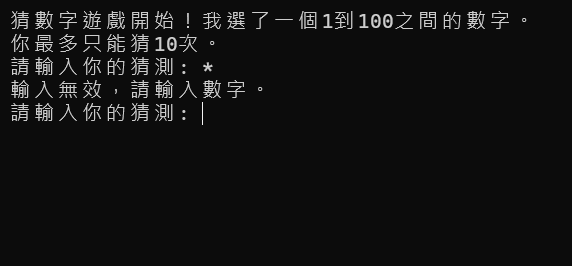 猜數字遊戲開始！我選了一個1到100之間的數字。
你最多只能猜10次。
請輸入你的猜測: *
輸入無效，請輸入數字。
請輸入你的猜測: